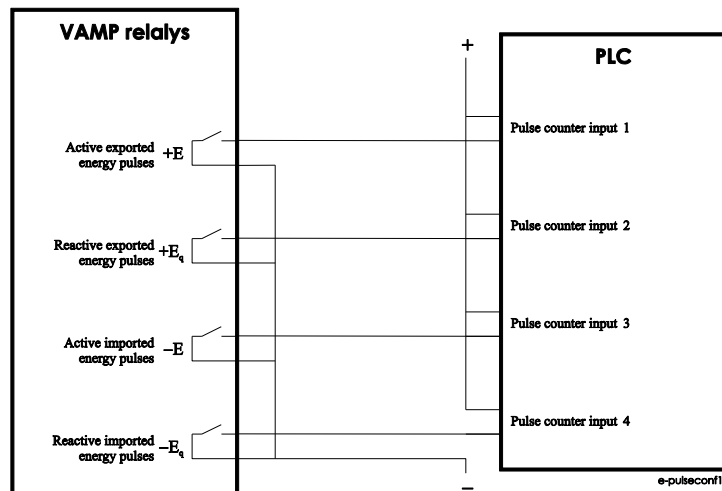 VAMP relalys
+
PLC
Pulse counter input 1
Active exported
energy pulses +E
Pulse counter input 2
Reactive exported
energy pulses +Eq
Pulse counter input 3
Active imported
energy pulses –E
Pulse counter input 4
Reactive imported
energy pulses –Eq
–
e-pulseconf1